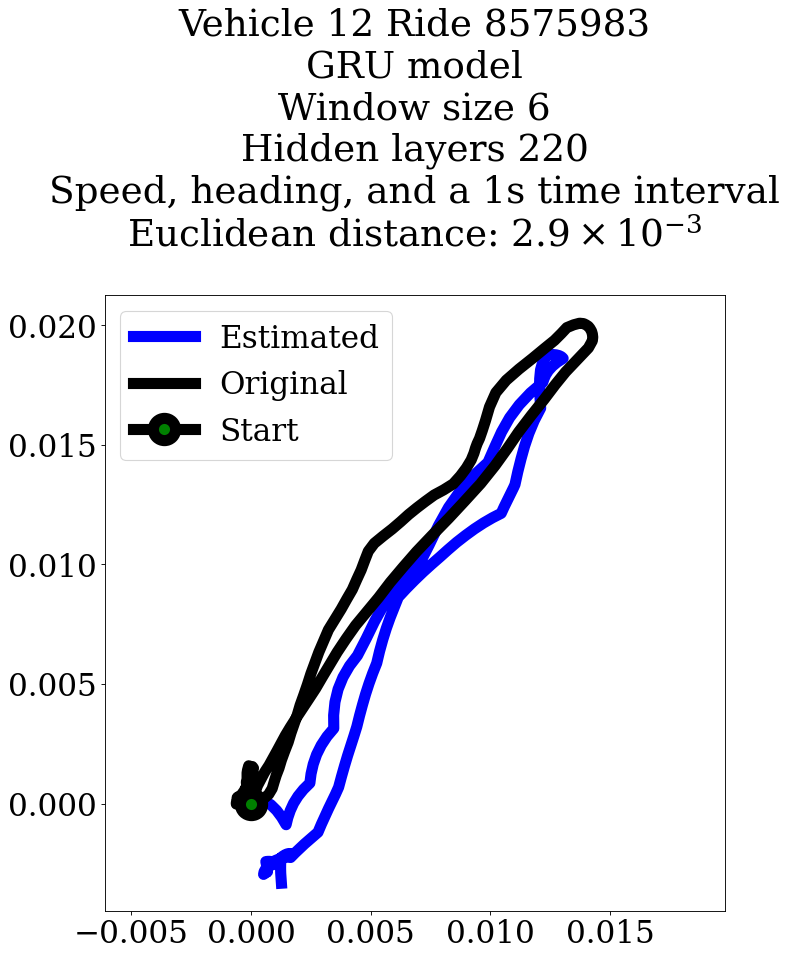 Vehicle 12 Ride 8575983
GRU model
Window size 6
Hidden layers 220
Speed, heading, and a 1s time interval
Euclidean distance: 2.9 × 10⁻³
Estimated
Original
Start
0.020
0.015
0.010
0.005
0.000
−0.005 0.000 0.005 0.010 0.015